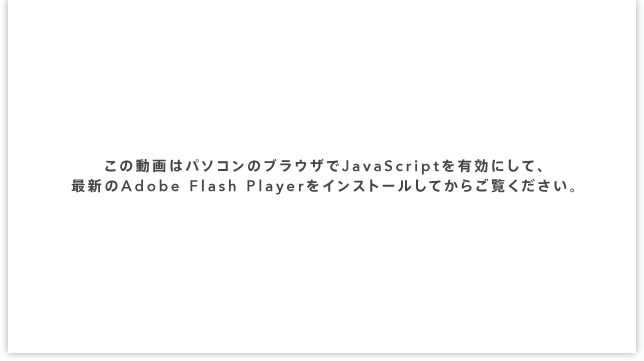 この動画はパソコンのブラウザでJavaScriptを有効にして、
最新のAdobe Flash Playerをインストールしてからご覧ください。